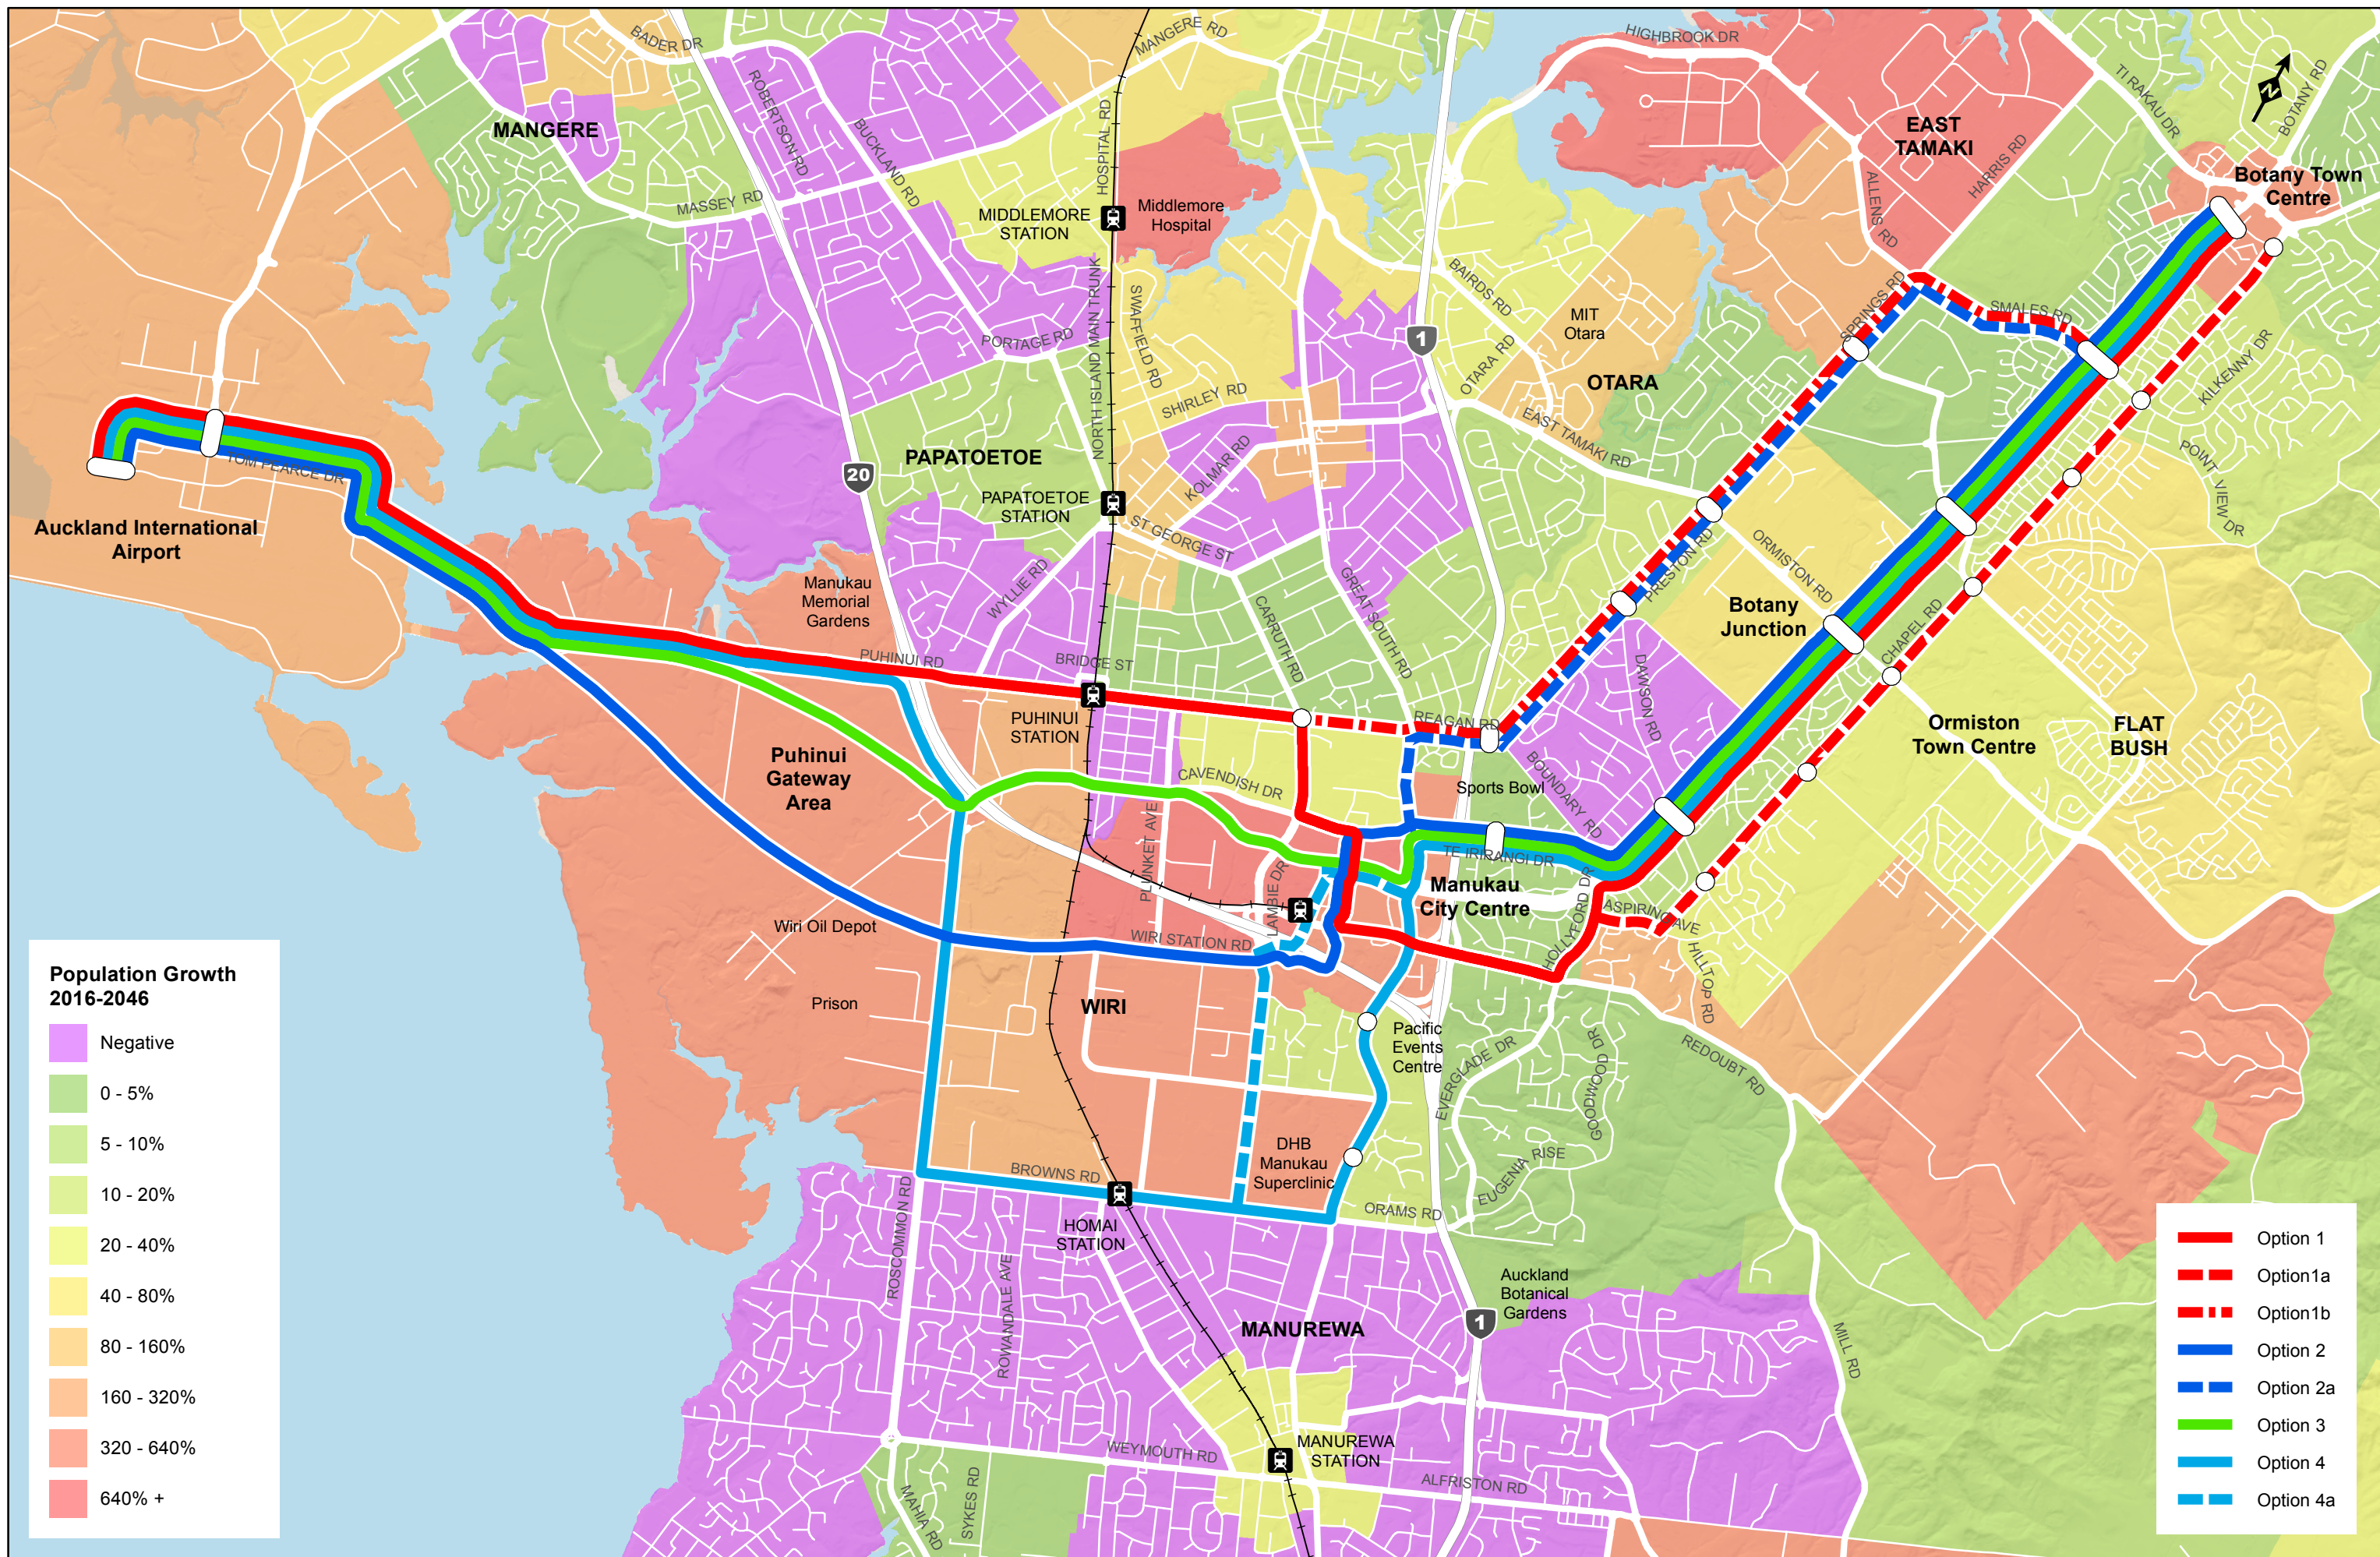 BADER DR
MANGERE RD
HIGHBROOK DR
TI RAKAU DR
BOTANY RD
N
MANGERE
ROBERTSON RD
BUCKLAND RD
HOSPITAL RD
EAST
TAMAKI
HARRIS RD
ALLENS RD
Botany Town
Centre
MASSEY RD
MIDDLEMORE
STATION
Middlemore
Hospital
NORTH ISLAND MAIN TRUNK
SWAFFIELD RD
BAIRDS RD
MIT
Otara
OTARA RD
OTARA
SPRINGS RD
SMALES RD
KILKENNY DR
PORTAGE RD
SHIRLEY RD
1
EAST TAMAKI RD
POINT VIEW DR
TOM PEARCE DR
20
PAPATOETOE
KOLMAR RD
PAPATOETOE
STATION
ST GEORGE ST
Auckland International
Airport
Manukau
Memorial
Gardens
WYLLIE RD
CARRUTH RD
GREAT SOUTH RD
PRESTON RD
ORMISTON RD
Botany
Junction
CHAPEL RD
DAWSON RD
PUHINUI RD
BRIDGE ST
PUHINUI
STATION
REAGAN RD
Ormiston
Town Centre
FLAT
BUSH
Puhinui
Gateway
Area
CAVENDISH DR
Sports Bowl
BOUNDARY RD
PLUNKET AVE
LAMBIE DR
TE IRIRANGI DR
Manukau
City Centre
HOLLYFORD DR
ASPIRING AVE
HILLTOP RD
Wiri Oil Depot
WIRI STATION RD
Prison
WIRI
Pacific
Events
Centre
EVERGLADE DR
GOODWOOD DR
REDOUBT RD
DHB
Manukau
Superclinic
EUGENIA RISE
BROWNS RD
ORAMS RD
ROSCOMMON RD
HOMAI
STATION
ROWANDALE AVE
Auckland
Botanical
Gardens
1
MANUREWA
MILL RD
WEYMOUTH RD
MANUREWA
STATION
ALFRISTON RD
MAHIA RD
SYKES RD
Population Growth
2016-2046
Negative
0 - 5%
5 - 10%
10 - 20%
20 - 40%
40 - 80%
80 - 160%
160 - 320%
320 - 640%
640% +
Option 1
Option1a
Option1b
Option 2
Option 2a
Option 3
Option 4
Option 4a